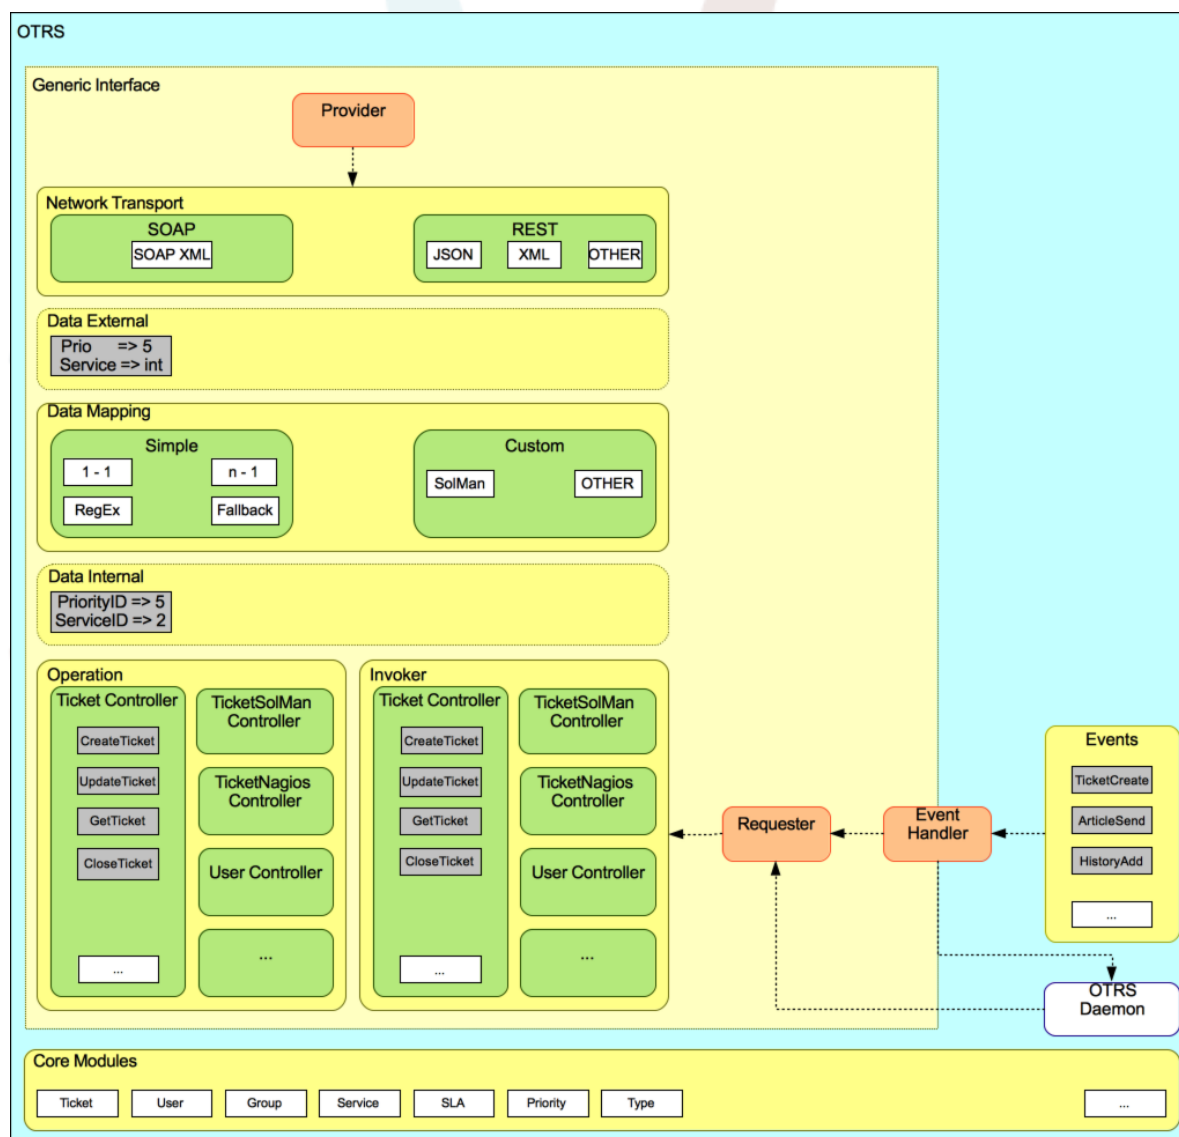 OTRS
Generic Interface
Provider
Network Transport
SOAP
SOAP XML
REST
JSON
XML
OTHER
Data External
Prio => 5
Service => int
Data Mapping
Simple
1 - 1
n - 1
RegEx
Fallback
Custom
SolMan
OTHER
Data Internal
PriorityID => 5
ServiceID => 2
Operation
Ticket Controller
CreateTicket
UpdateTicket
GetTicket
CloseTicket
...
TicketSolMan
Controller
TicketNagios
Controller
User Controller
...
Invoker
Ticket Controller
CreateTicket
UpdateTicket
GetTicket
CloseTicket
...
TicketSolMan
Controller
TicketNagios
Controller
User Controller
...
Requester
Event
Handler
Events
TicketCreate
ArticleSend
HistoryAdd
...
OTRS
Daemon
Core Modules
Ticket
User
Group
Service
SLA
Priority
Type
...